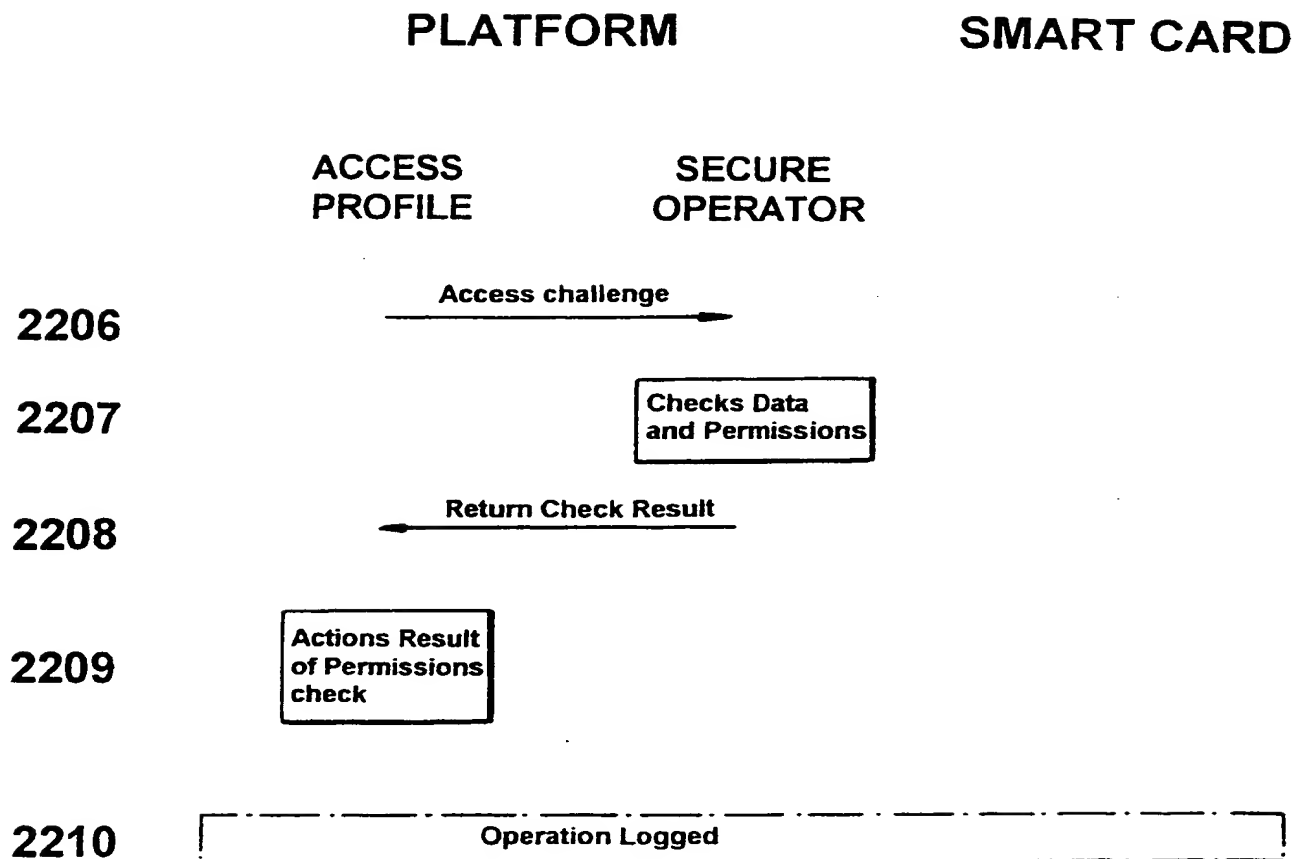 PLATFORM SMART CARD
ACCESS SECURE
PROFILE OPERATOR
2206 Access challenge
2207 Checks Data
and Permissions
2208 Return Check Result
2209 Actions Result
of Permissions
check
2210 Operation Logged